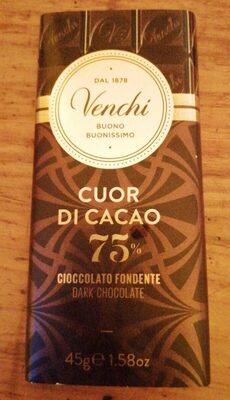 DAL 1878
Venchi
BUONO
BUONISSIMO
CUOR
DI CACAO
75%
CIOCCOLATO FONDENTE
DARK CHOCOLATE
45g ℮ 1.58oz